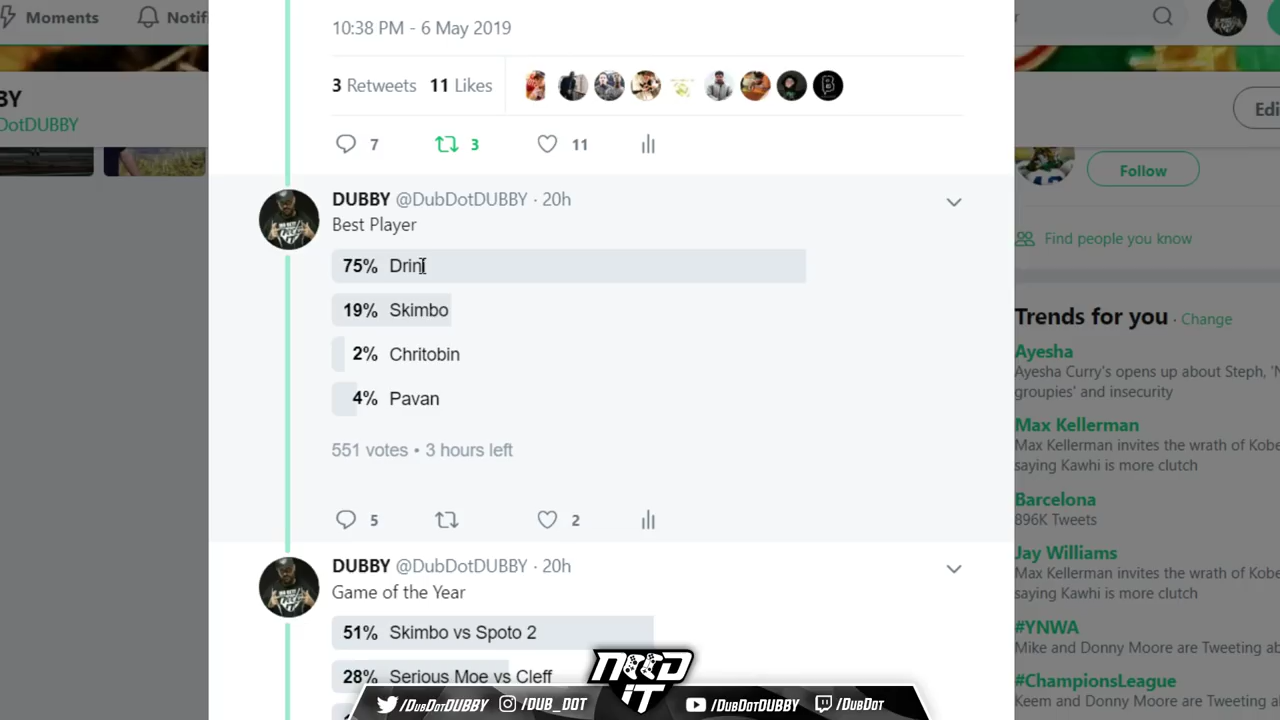 Moments
Notif
BY
DotDUBBY
10:38 PM - 6 May 2019
3 Retweets 11 Likes
7 3 11
DUBBY @DubDotDUBBY · 20h
Best Player
75% Drini
19% Skimbo
2% Chritobin
4% Pavan
551 votes • 3 hours left
5 2
DUBBY @DubDotDUBBY · 20h
Game of the Year
51% Skimbo vs Spoto 2
28% Serious Moe vs Cleff
Edi
Follow
Find people you know
Trends for you · Change
Ayesha
Ayesha Curry's opens up about Steph, 'N
groupies' and insecurity
Max Kellerman
Max Kellerman invites the wrath of Kobe
saying Kawhi is more clutch
Barcelona
896K Tweets
Jay Williams
Max Kellerman invites the wrath of Kobe
saying Kawhi is more clutch
#YNWA
Mike and Donny Moore are Tweeting ab
#ChampionsLeague
Keem and Donny Moore are Tweeting a
NEED
IT
/DubDotDUBBY /DUB_DOT /DubDotDUBBY /DubDot